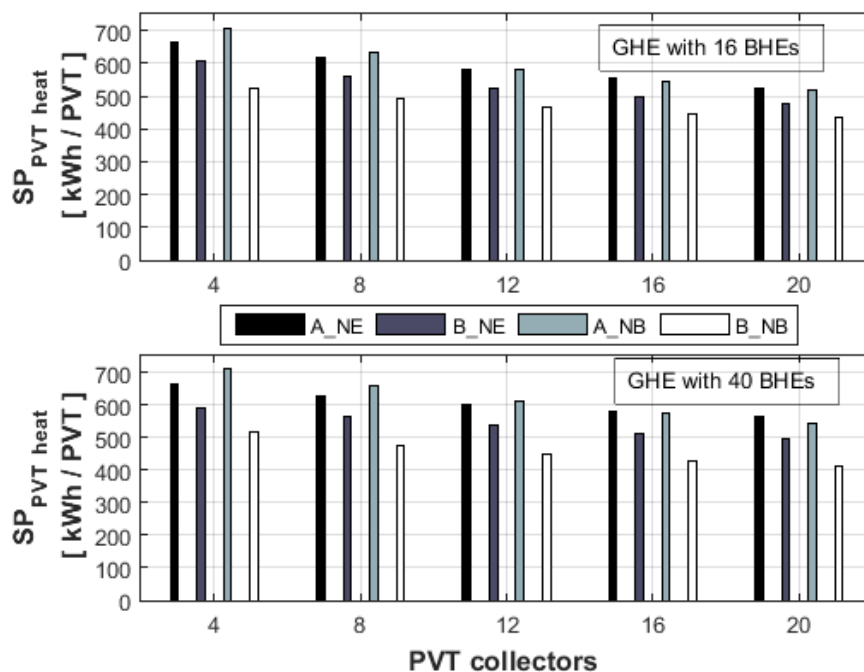 SP PVT heat
[ kWh / PVT ]
700
600
500
400
300
200
100
0
GHE with 16 BHEs
4 8 12 16 20
A_NE B_NE A_NB B_NB
SP PVT heat
[ kWh / PVT ]
700
600
500
400
300
200
100
0
GHE with 40 BHEs
4 8 12 16 20
PVT collectors